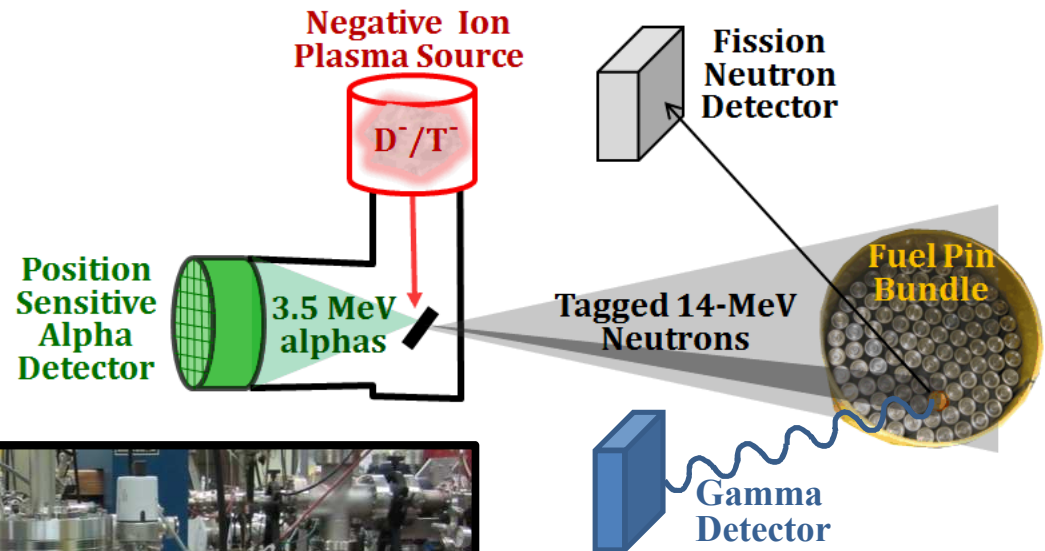 Negative Ion
Plasma Source
D⁻/T⁻
Fission
Neutron
Detector
Position
Sensitive
Alpha
Detector
3.5 MeV
alphas
Tagged 14-MeV
Neutrons
Fuel Pin
Bundle
Gamma
Detector